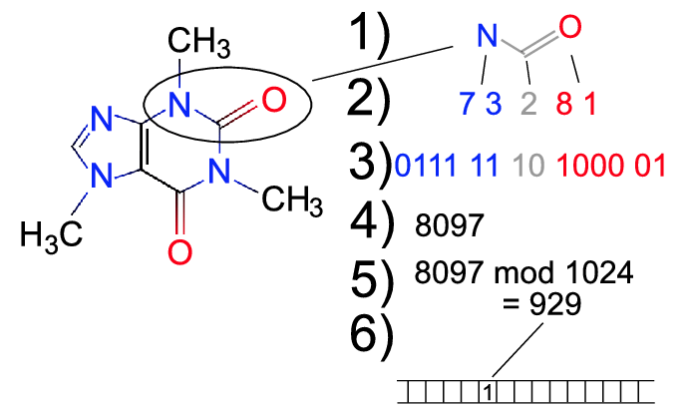 CH3
N
N
O
N
N
CH3
H3C
O
1) N O
2) 7 3 2 8 1
3) 0111 11 10 1000 01
4) 8097
5) 8097 mod 1024
= 929
6)
1